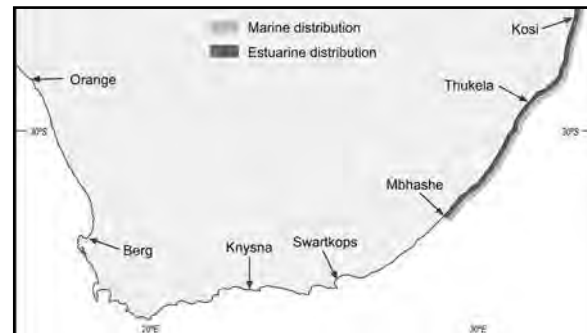 Marine distribution
Estuarine distribution
Kosi
Orange
Thukela
30°S
30°S
Mbhashe
Berg
Knysna
Swartkops
20°E
30°E